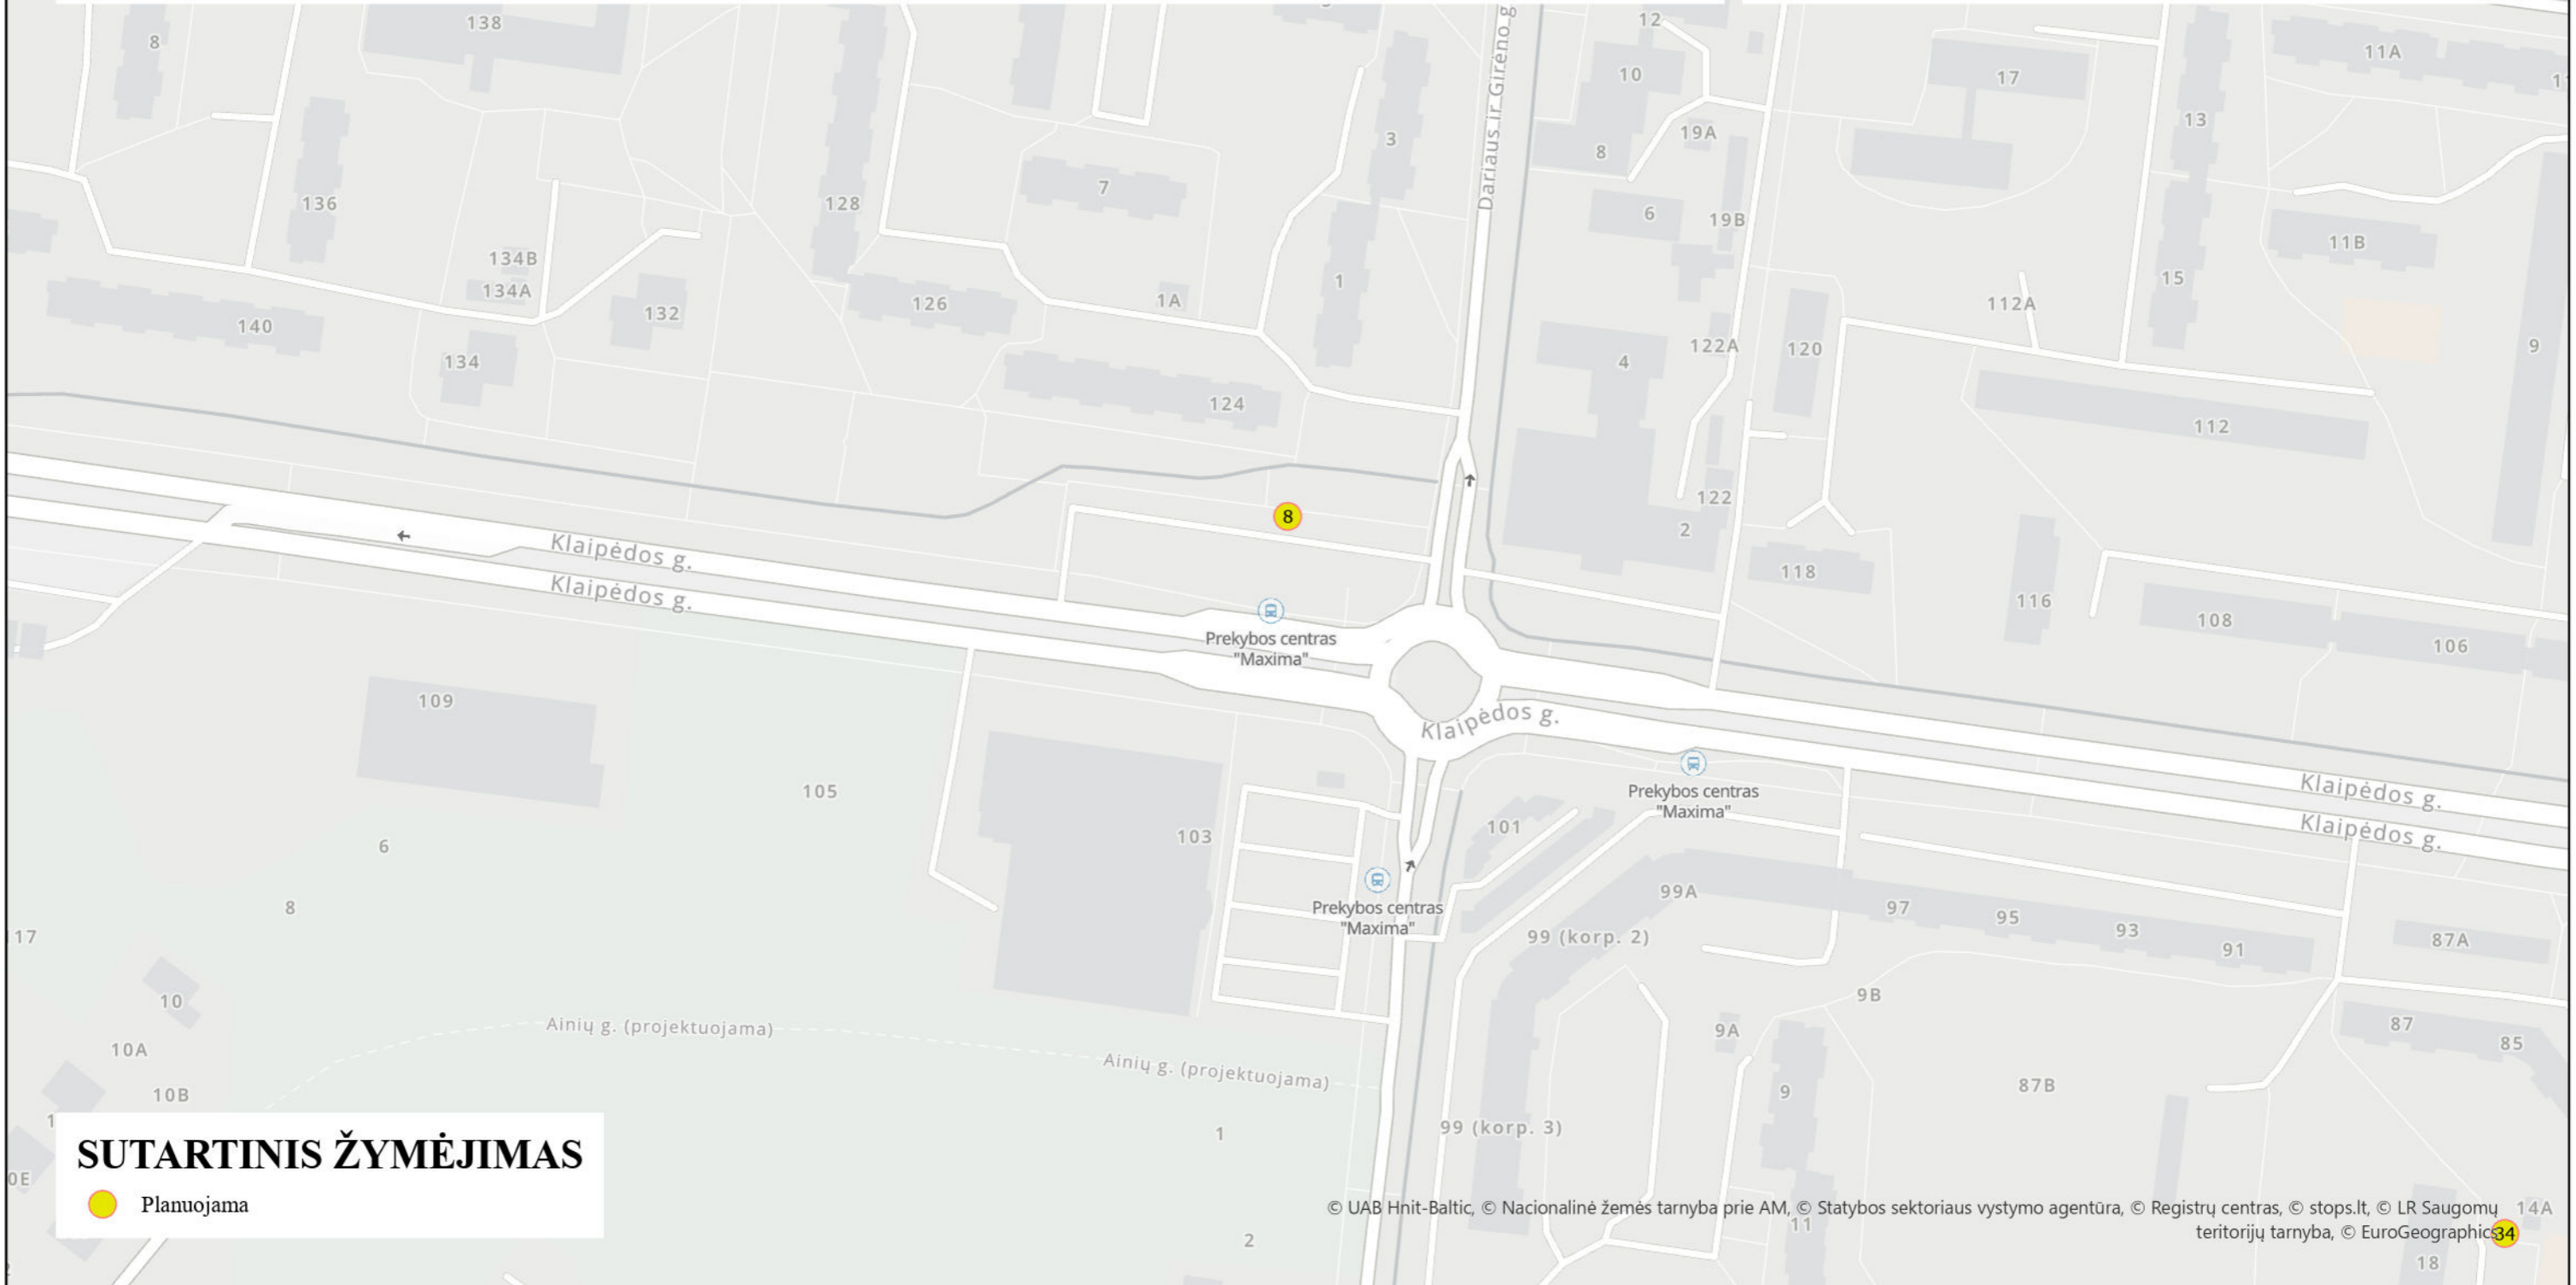 138
8
12
10
17
11A
Dariaus ir Girėno g
3
19A
13
8
7
136
128
6
19B
11B
134B
134A
132
126
1A
1
15
112A
140
134
4
122A
120
9
124
112
8
122
2
Klaipėdos g.
Klaipėdos g.
118
116
108
106
Prekybos centras
"Maxima"
109
Klaipėdos g.
Prekybos centras
"Maxima"
Klaipėdos g.
Klaipėdos g.
105
103
101
6
8
99A
Prekybos centras
"Maxima"
97
95
93
91
87A
99 (korp. 2)
17
10
9B
Ainių g. (projektuojama)
9A
87
85
10A
Ainių g. (projektuojama)
10B
9
87B
1
99 (korp. 3)
SUTARTINIS ŽYMĖJIMAS
0E
Planuojama
© UAB Hnit-Baltic, © Nacionalinė žemės tarnyba prie AM, © Statybos sektoriaus vystymo agentūra, © Registrų centras, © stops.lt, © LR Saugomų
14A
11
teritorijų tarnyba, © EuroGeographics
34
2
18